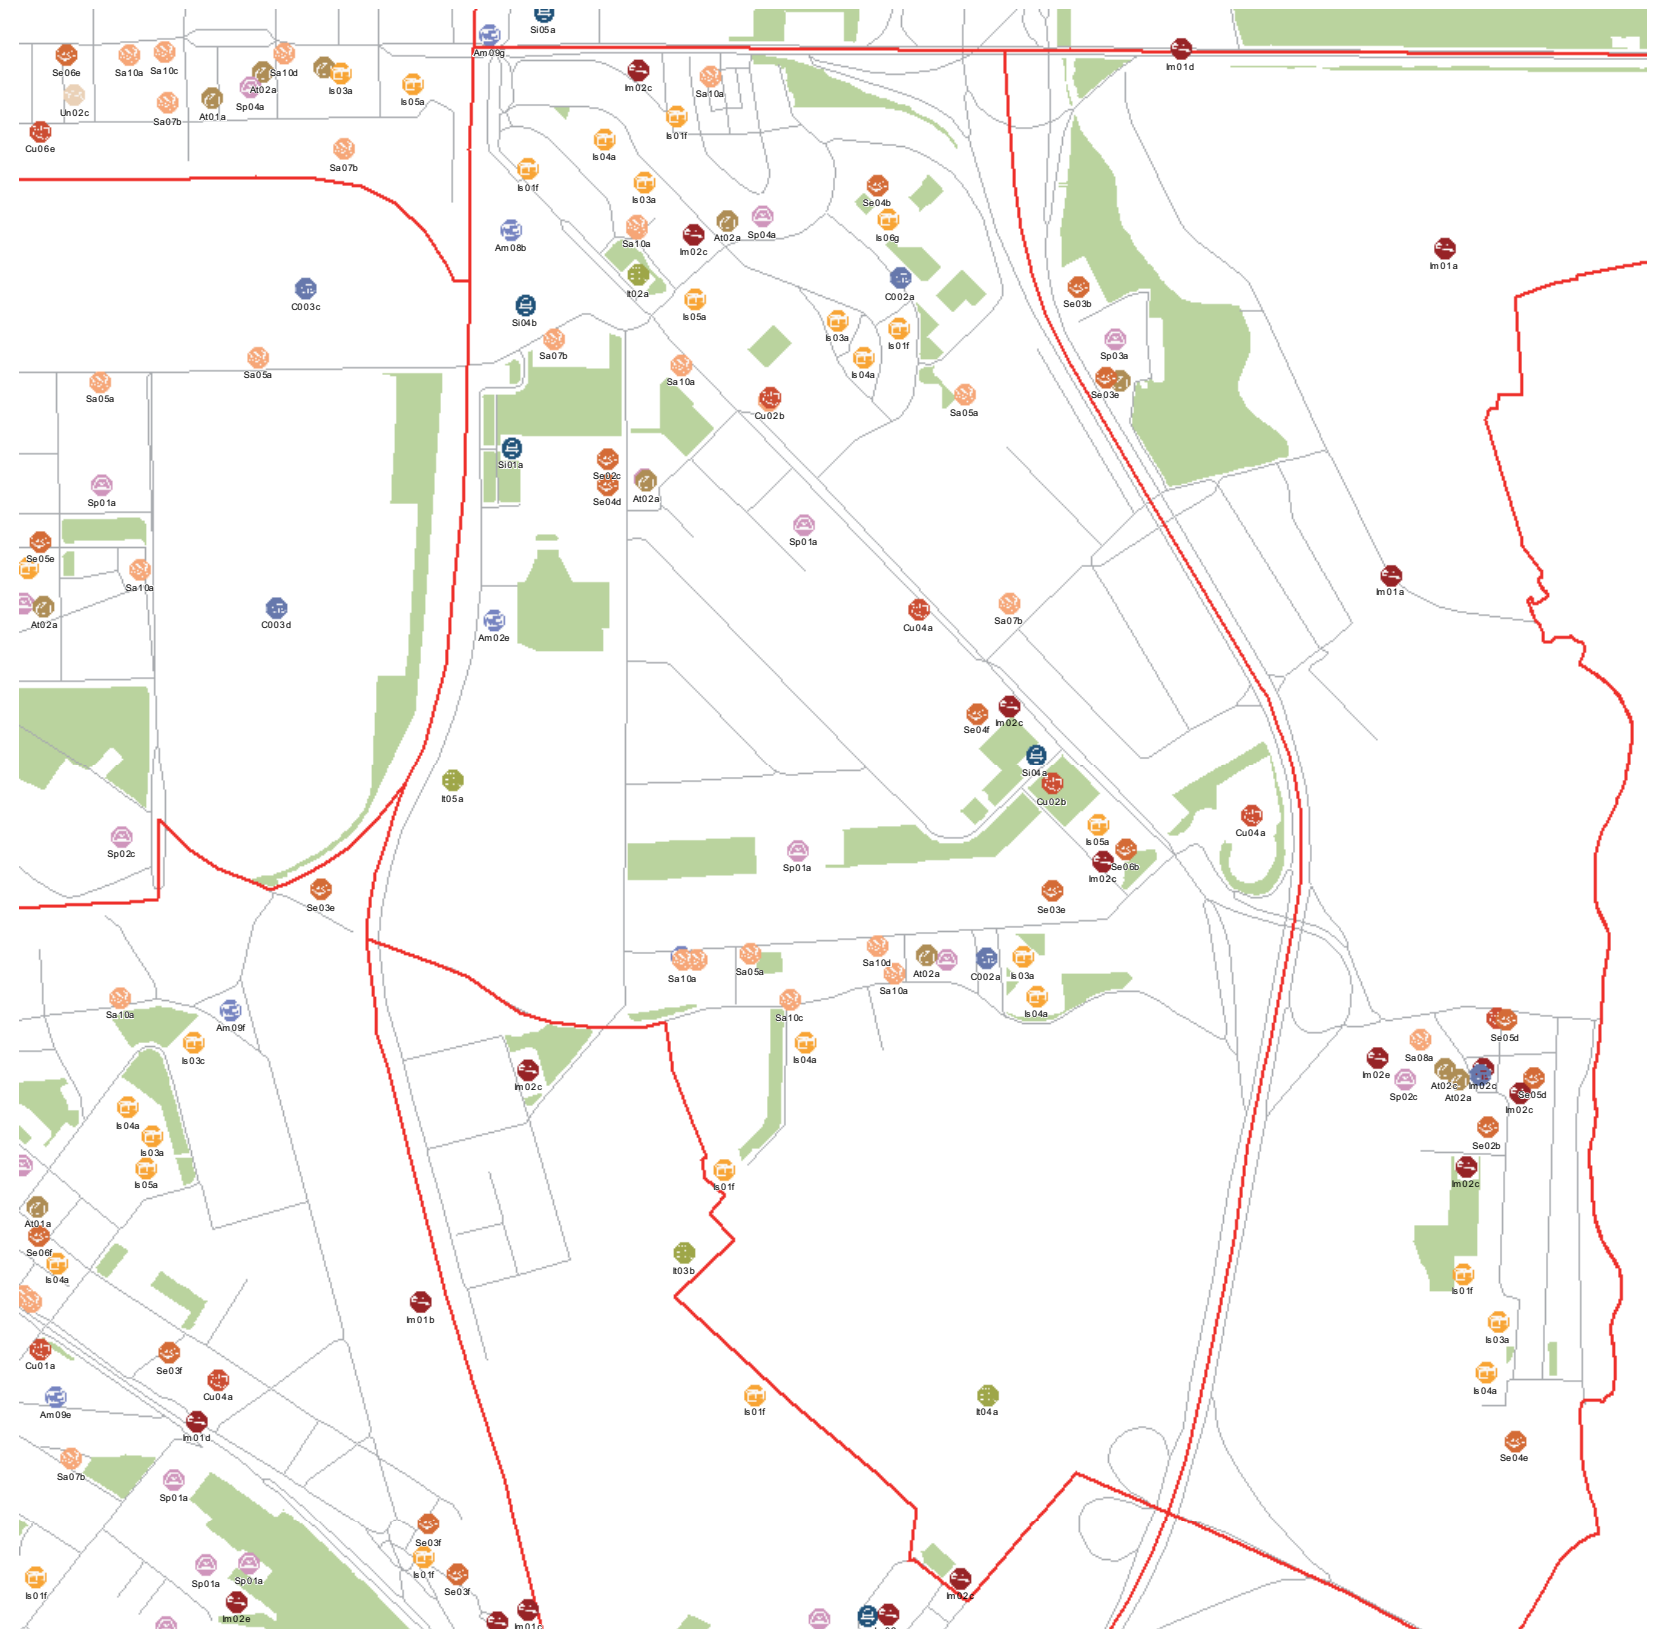 Si05a
Am09g
Im01d
Se06e
Sa10a
Sa10c
Sa10d
At02a
Is03a
Is05a
Im02c
Sa10a
Un02c
Sp04a
At01a
Sa07b
Is01f
Cu06e
Sa07b
Is04a
Is01f
Is03a
Se04b
Is06g
Am08b
Sa10a
Im02c
At02a
Sp04a
Im01a
C003c
It02a
C002a
Se03b
Si04b
Is05a
Is03a
Is01f
Sa07b
Sp03a
Sa05a
Is04a
Sa05a
Sa10a
Se03e
Cu02b
Sa05a
Si01a
Se02c
Sp01a
Se04d
At02a
Sp01a
Se05e
Sa10a
Im01a
At02a
C003d
Am02e
Cu04a
Sa07b
Se04f
Im02c
Si04a
It05a
Cu02b
Is05a
Cu04a
Sp02c
Sp01a
Se06b
Im02c
Se03e
Se03e
Sa10a
Sa05a
Sa10d
At02a
C002a
Is03a
Sa10a
Sa10a
Am09f
Sa10c
Is04a
Se05d
Is03c
Is04a
Sa08a
Im02e
Im02c
Sp02c
At02c
At02a
Im02c
Se05d
Im02c
Is04a
Se02b
Is03a
Is05a
Is01f
Im02c
At01a
Se06f
Is04a
It03b
Is01f
Im01b
Is03a
Cu01a
Se03f
Cu04a
Is04a
Am09e
Is01f
It04a
Im01d
Se04e
Sa07b
Sp01a
Se03f
Is01f
Sp01a
Sp01a
Se03f
Is01f
Im02e
Im02c
Im01c